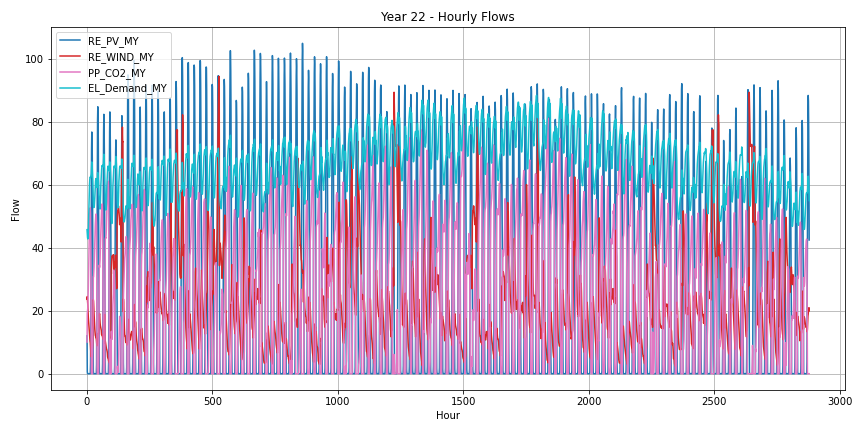 Year 22 - Hourly Flows
RE_PV_MY
RE_WIND_MY
PP_CO2_MY
EL_Demand_MY
100
80
60
40
20
0
Flow
0 500 1000 1500 2000 2500 3000
Hour